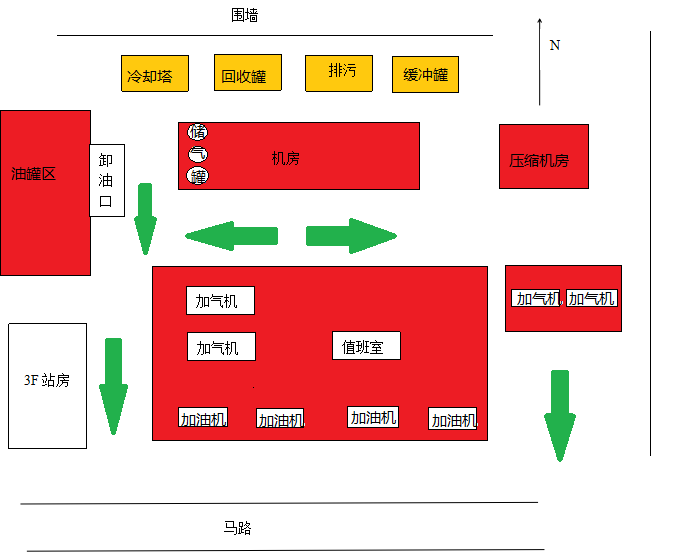 围墙
N
冷却塔
回收罐
排污
缓冲罐
储
气
罐
机房
压缩机房
油罐区
卸
油
口
加气机
加气机
值班室
加气机
加气机
3F 站房
加油机
加油机
加油机
加油机
马路